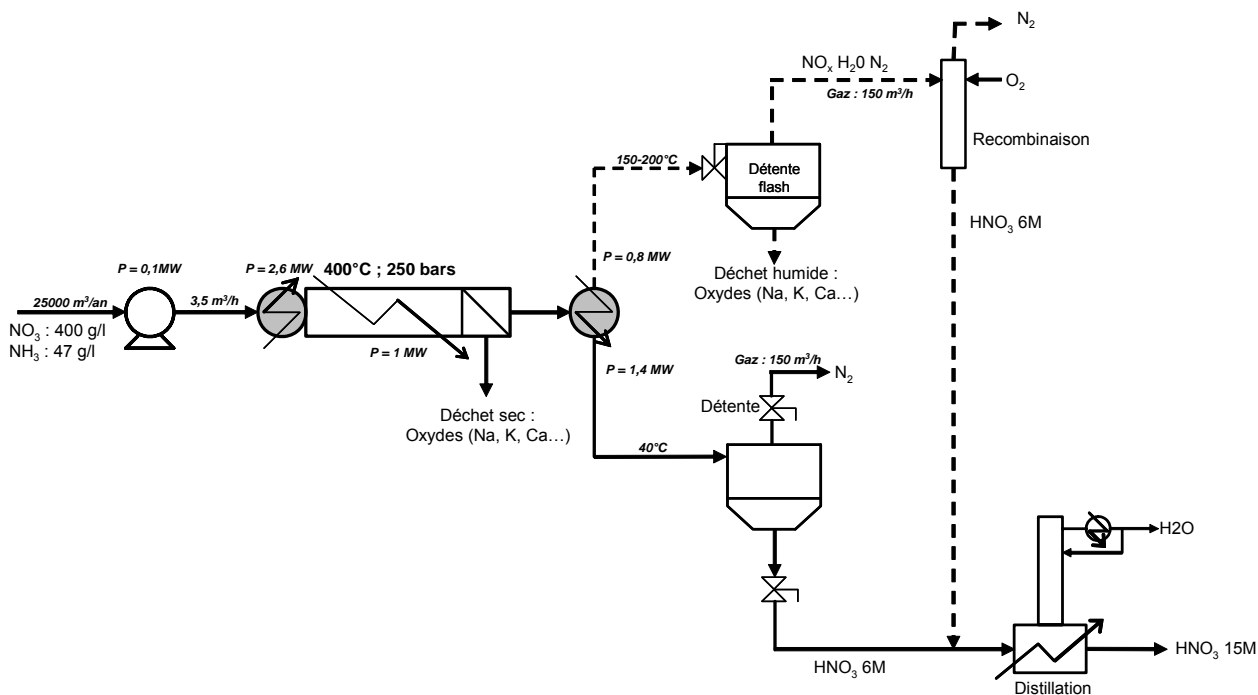 N₂
NOₓ H₂0 N₂
O₂
Gaz : 150 m³/h
Recombinaison
150-200°C
Détente
flash
HNO₃ 6M
P = 0,1MW
P = 2,6 MW
400°C ; 250 bars
P = 0,8 MW
Déchet humide :
Oxydes (Na, K, Ca…)
25000 m³/an
3,5 m³/h
NO₃ : 400 g/l
NH₃ : 47 g/l
P = 1 MW
P = 1,4 MW
Gaz : 150 m³/h
N₂
Déchet sec :
Oxydes (Na, K, Ca…)
Détente
40°C
H2O
HNO₃ 6M
HNO₃ 15M
Distillation